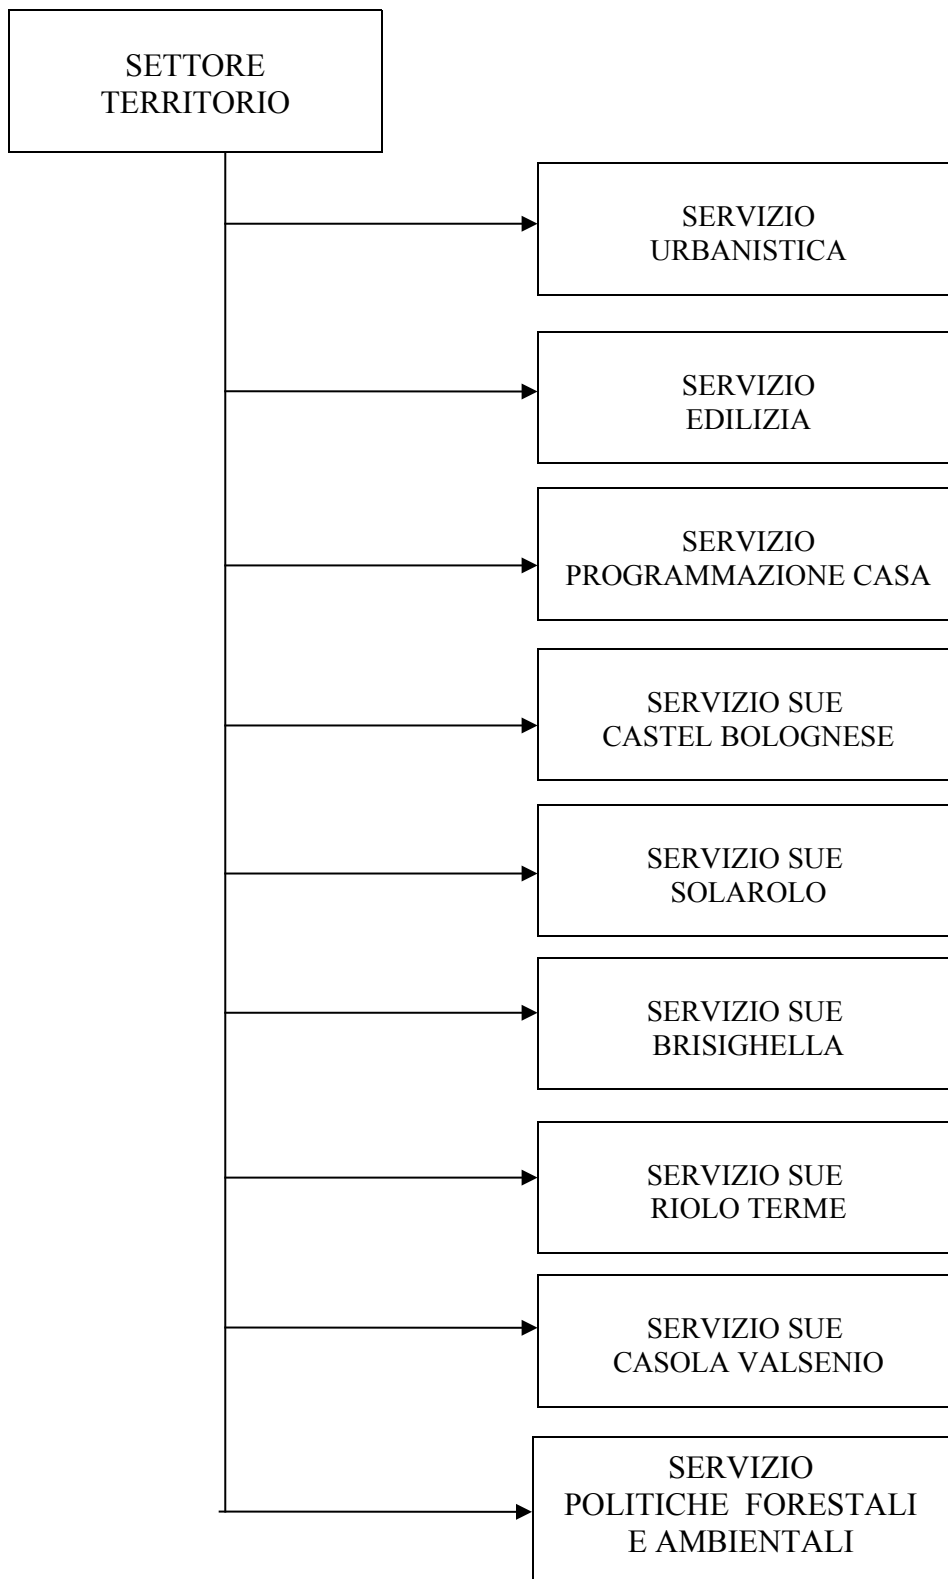 SETTORE
TERRITORIO
SERVIZIO
URBANISTICA
SERVIZIO
EDILIZIA
SERVIZIO
PROGRAMMAZIONE CASA
SERVIZIO SUE
CASTEL BOLOGNESE
SERVIZIO SUE
SOLAROLO
SERVIZIO SUE
BRISIGHELLA
SERVIZIO SUE
RIOLO TERME
SERVIZIO SUE
CASOLA VALSENIO
SERVIZIO
POLITICHE FORESTALI
E AMBIENTALI